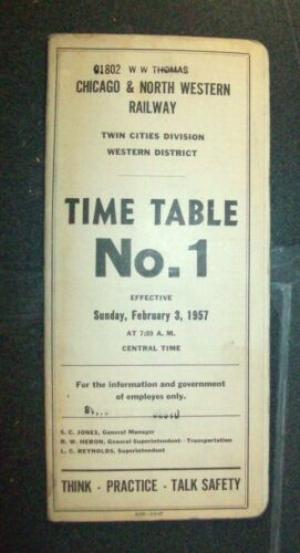 01802 W W THOMAS
CHICAGO & NORTH WESTERN
RAILWAY
TWIN CITIES DIVISION
WESTERN DISTRICT
TIME TABLE
No.1
EFFECTIVE
Sunday, February 3, 1957
AT 7:59 A. M.
CENTRAL TIME
For the information and government
of employes only.
S. C. JONES, General Manager
R. W. HERON, General Superintendent—Transportation
L. C. REYNOLDS, Superintendent
THINK - PRACTICE - TALK SAFETY